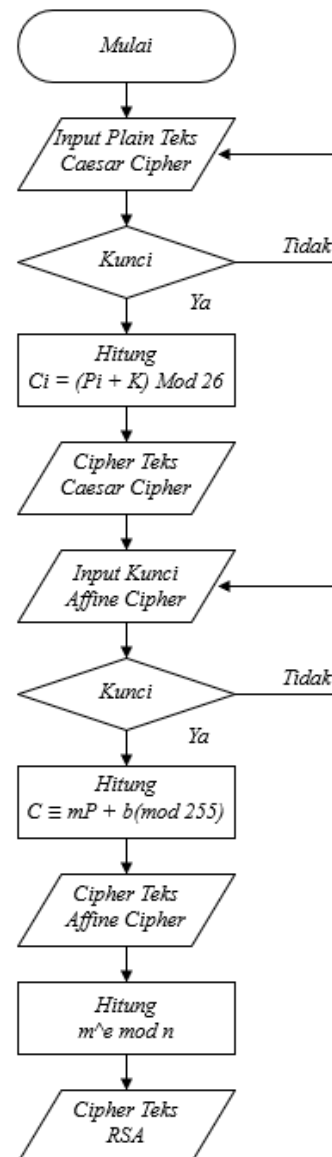 Mulai
Input Plain Teks
Caesar Cipher
Kunci
Tidak
Ya
Hitung
Ci = (Pi + K) Mod 26
Cipher Teks
Caesar Cipher
Input Kunci
Affine Cipher
Kunci
Tidak
Ya
Hitung
C ≡ mP + b(mod 255)
Cipher Teks
Affine Cipher
Hitung
m^e mod n
Cipher Teks
RSA